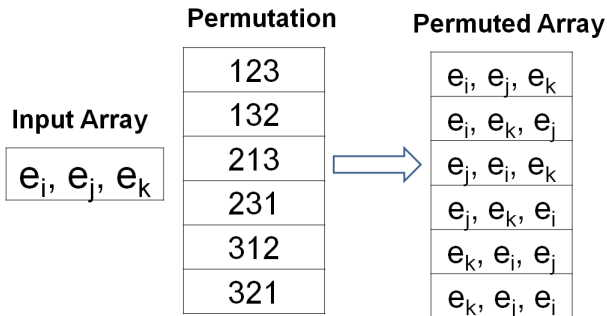 Permutation
Permuted Array
Input Array
eᵢ, eⱼ, eₖ
123
132
213
231
312
321
eᵢ, eⱼ, eₖ
eᵢ, eₖ, eⱼ
eⱼ, eᵢ, eₖ
eⱼ, eₖ, eᵢ
eₖ, eᵢ, eⱼ
eₖ, eⱼ, eᵢ